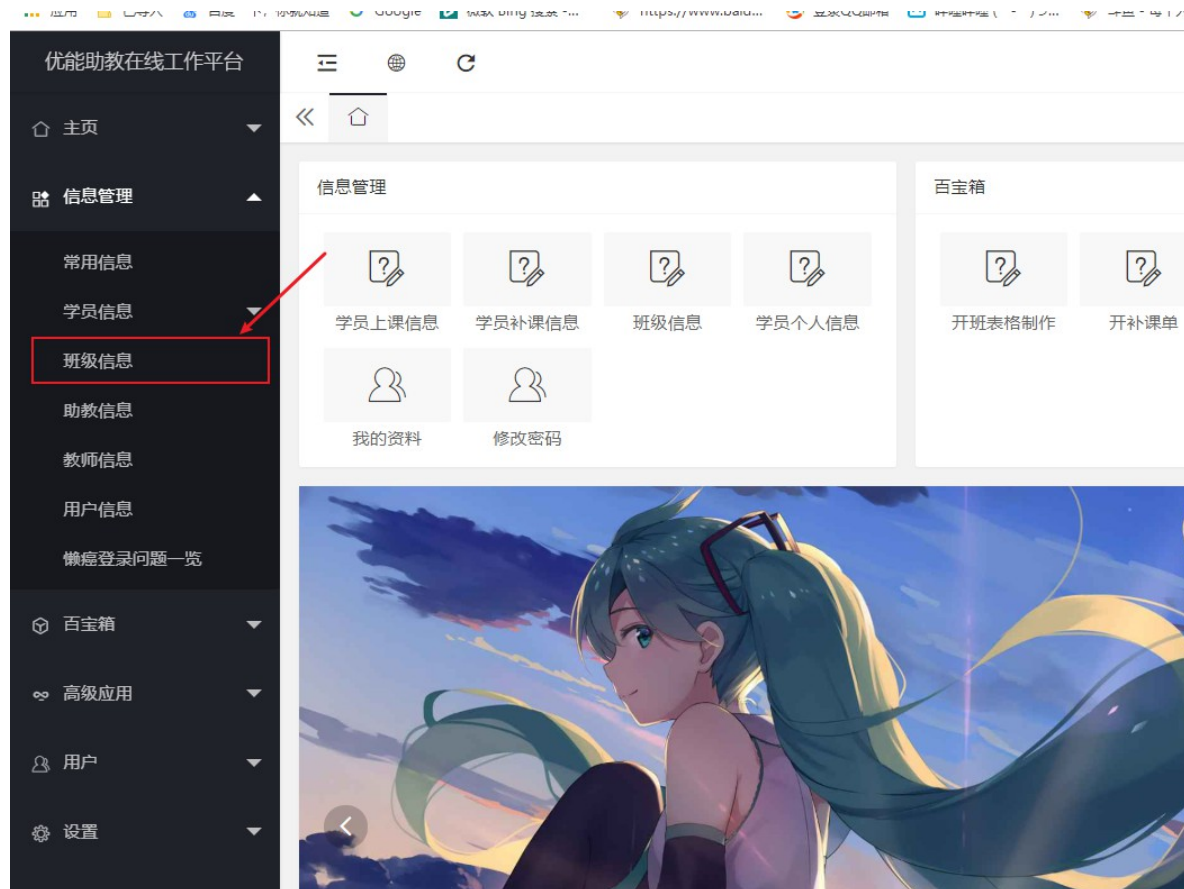 优能助教在线工作平台
主页
信息管理
常用信息
学员信息
班级信息
助教信息
教师信息
用户信息
懒癌登录问题一览
百宝箱
高级应用
用户
设置
信息管理
学员上课信息 学员补课信息 班级信息 学员个人信息
我的资料 修改密码
百宝箱
开班表格制作 开补课单